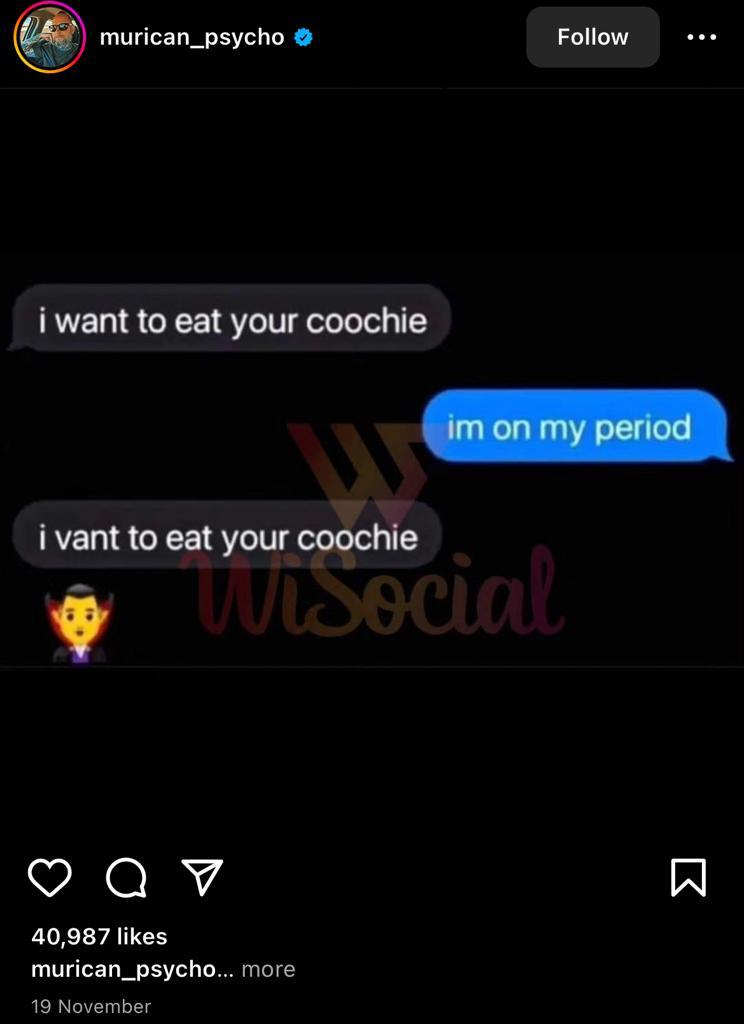 murican_psycho
Follow
i want to eat your coochie
im on my period
i vant to eat your coochie
WiSocial
40,987 likes
murican_psycho... more
19 November